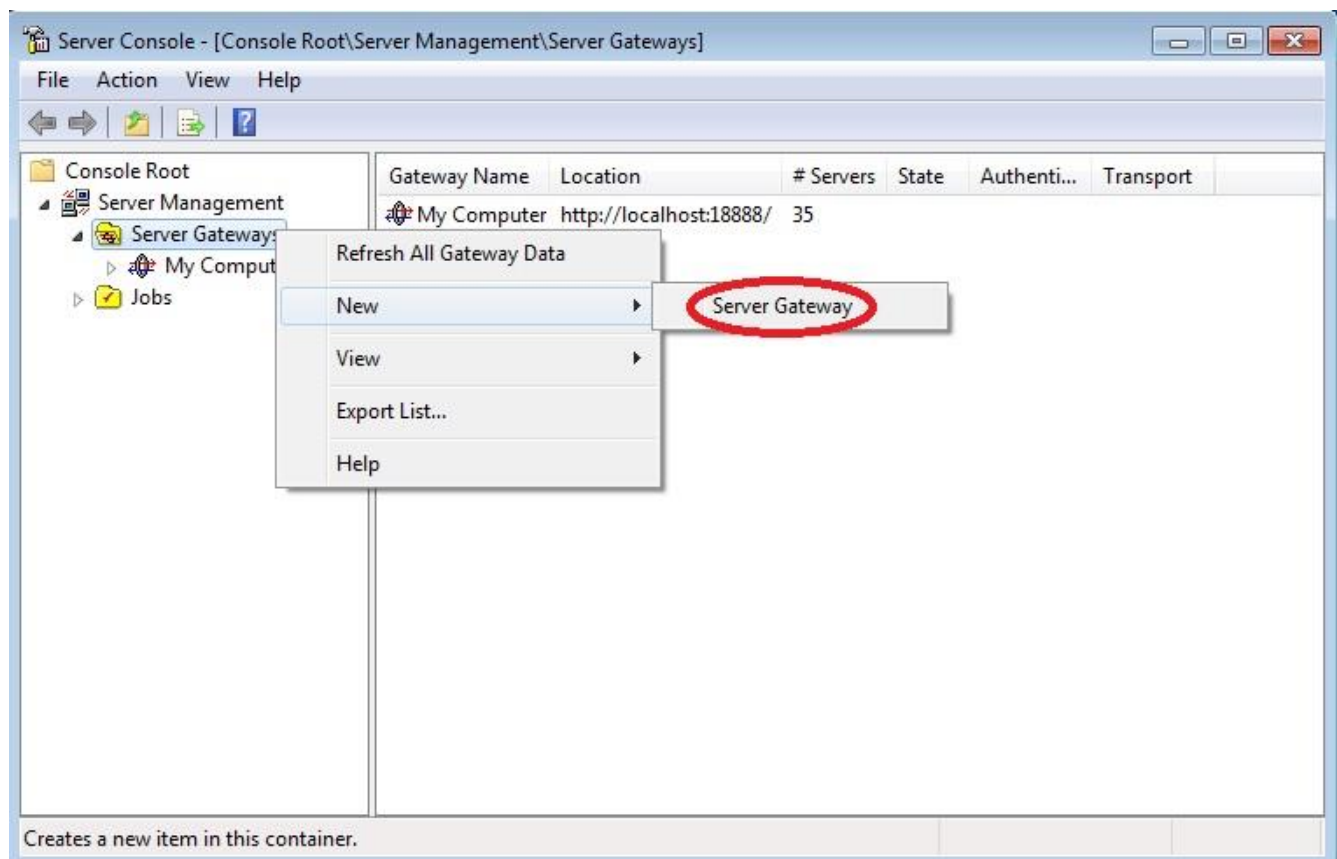 Server Console - [Console Root\Server Management\Server Gateways]
File Action View Help
Console Root
Server Management
Server Gateways
My Comput
Jobs
Gateway Name Location # Servers State Authenti... Transport
My Computer http://localhost:18888/ 35
Refresh All Gateway Data
New
View
Export List...
Help
Server Gateway
Creates a new item in this container.